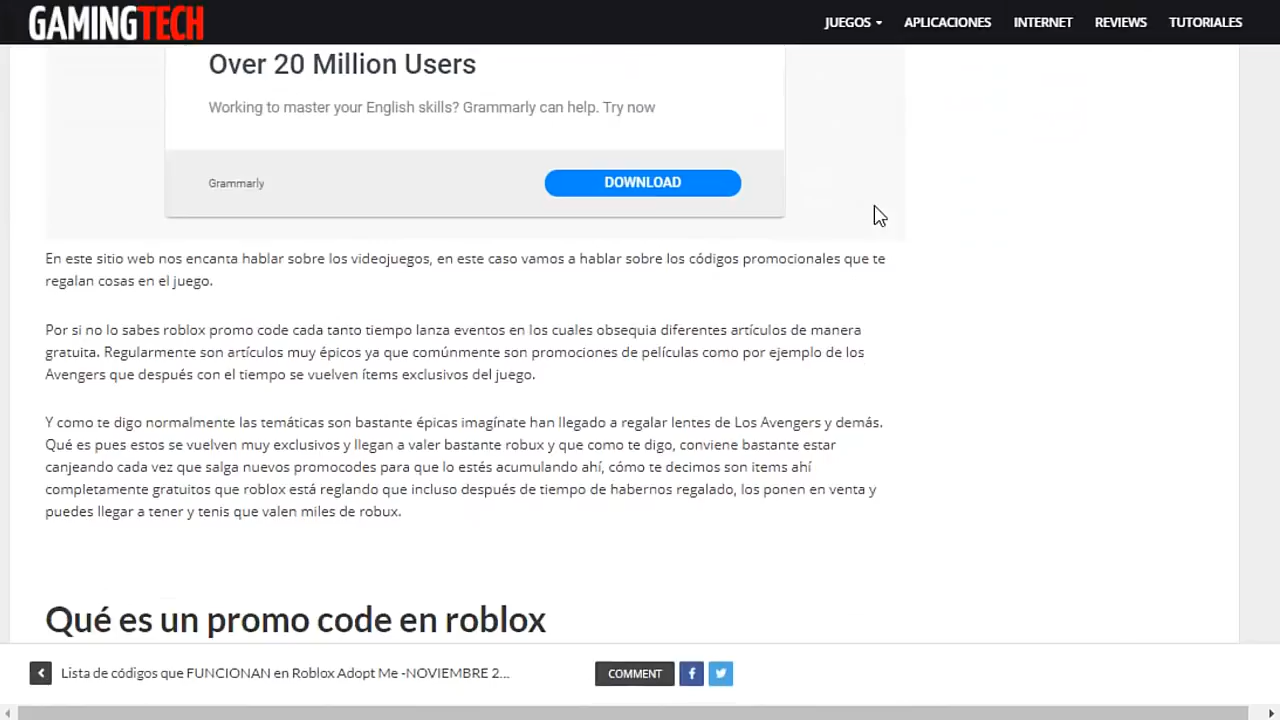 GAMINGTECH
JUEGOS
APLICACIONES
INTERNET
REVIEWS
TUTORIALES
Over 20 Million Users
Working to master your English skills? Grammarly can help. Try now
Grammarly
DOWNLOAD
En este sitio web nos encanta hablar sobre los videojuegos, en este caso vamos a hablar sobre los códigos promocionales que te
regalan cosas en el juego.
Por si no lo sabes roblox promo code cada tanto tiempo lanza eventos en los cuales obsequia diferentes artículos de manera
gratuita. Regularmente son artículos muy épicos ya que comúnmente son promociones de películas como por ejemplo de los
Avengers que después con el tiempo se vuelven ítems exclusivos del juego.
Y como te digo normalmente las temáticas son bastante épicas imagínate han llegado a regalar lentes de Los Avengers y demás.
Qué es pues estos se vuelven muy exclusivos y llegan a valer bastante robux y que como te digo, conviene bastante estar
canjeando cada vez que salga nuevos promocodes para que lo estés acumulando ahí, cómo te decimos son items ahí
completamente gratuitos que roblox está reglando que incluso después de tiempo de habernos regalado, los ponen en venta y
puedes llegar a tener y tenis que valen miles de robux.
Qué es un promo code en roblox
Lista de códigos que FUNCIONAN en Roblox Adopt Me -NOVIEMBRE 2...
COMMENT